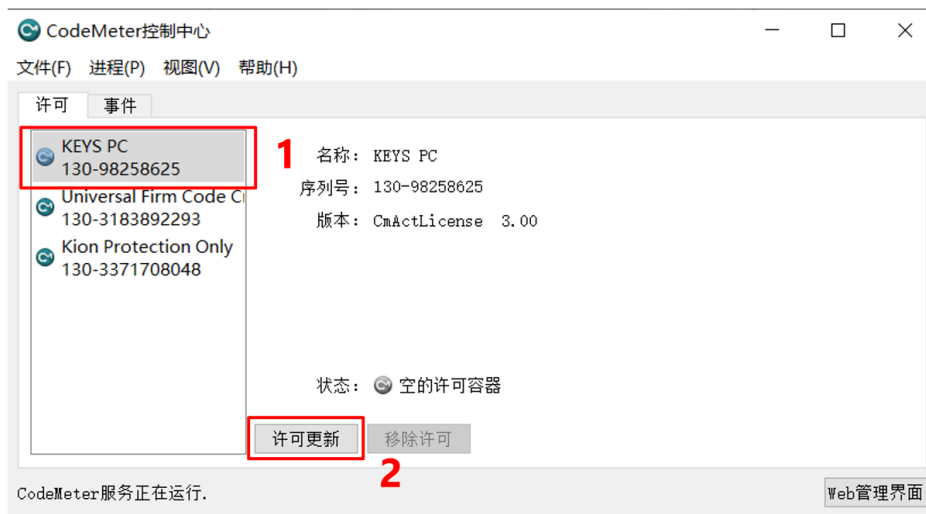 CodeMeter控制中心
文件(F) 进程(P) 视图(V) 帮助(H)
许可 事件
KEYS PC
130-98258625
Universal Firm Code
130-3183892293
Kion Protection Only
130-3371708048
1
名称: KEYS PC
序列号: 130-98258625
版本: CmActLicense 3.00
状态: 空的许可容器
许可更新 移除许可
2
CodeMeter服务正在运行.
Web管理界面